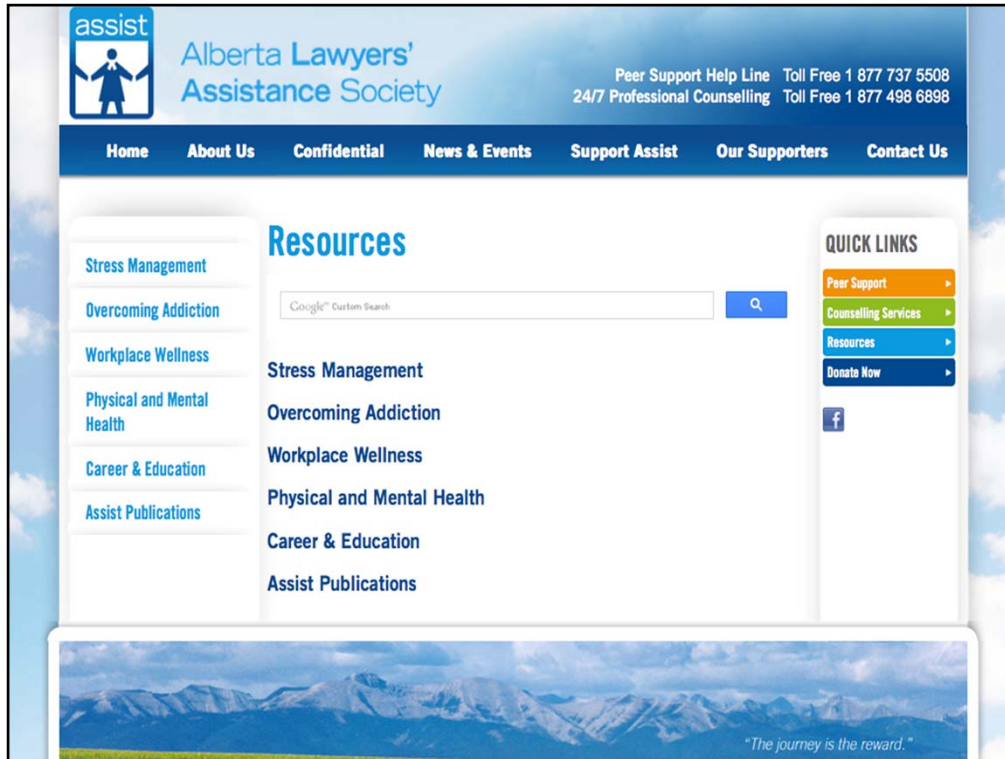 assist
Alberta Lawyers'
Assistance Society
Peer Support Help Line Toll Free 1 877 737 5508
24/7 Professional Counselling Toll Free 1 877 498 6898
Home About Us Confidential News & Events Support Assist Our Supporters Contact Us
Stress Management
Overcoming Addiction
Workplace Wellness
Physical and Mental
Health
Career & Education
Assist Publications
Resources
Google™ Custom Search
Stress Management
Overcoming Addiction
Workplace Wellness
Physical and Mental Health
Career & Education
Assist Publications
QUICK LINKS
Peer Support
Counselling Services
Resources
Donate Now
f
"The journey is the reward."